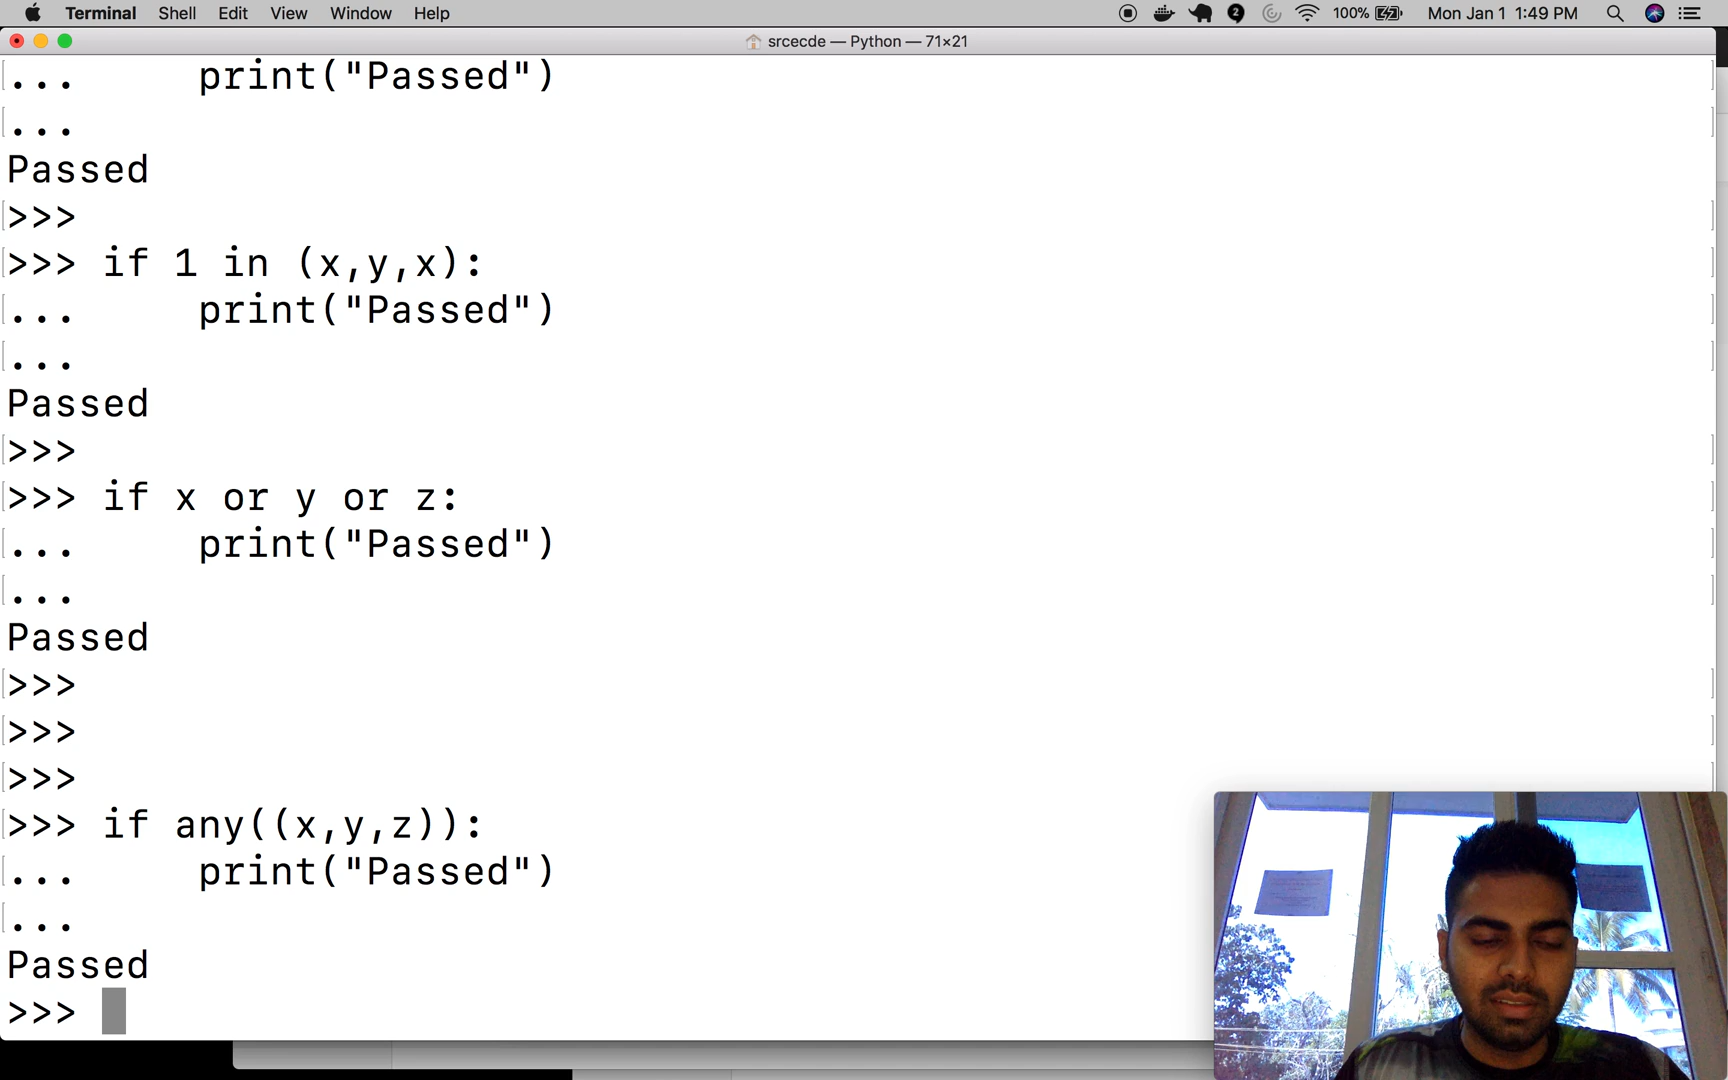 Terminal Shell Edit View Window Help 2 100% Mon Jan 1 1:49 PM
srcecde — Python — 71×21
...     print("Passed")
...
Passed
>>>
>>> if 1 in (x,y,x):
...     print("Passed")
...
Passed
>>>
>>> if x or y or z:
...     print("Passed")
...
Passed
>>>
>>>
>>>
>>> if any((x,y,z)):
...     print("Passed")
...
Passed
>>>